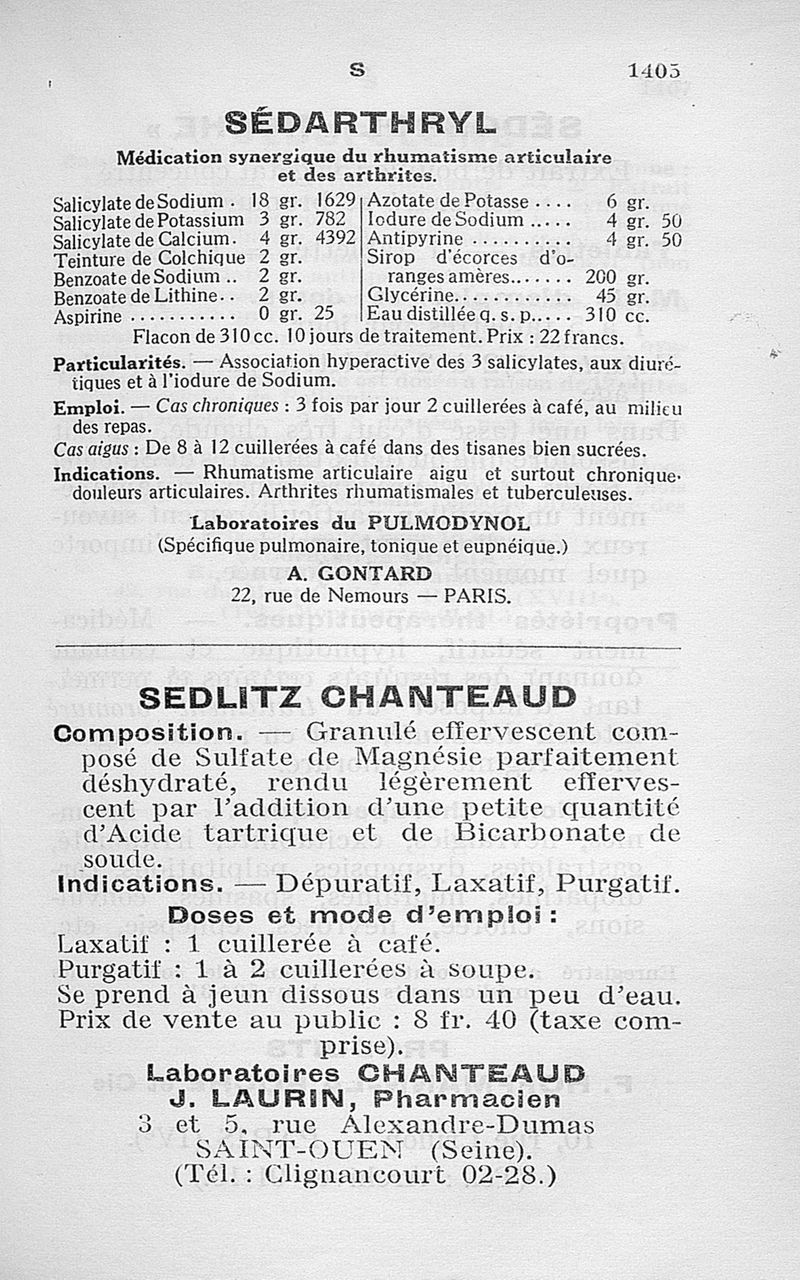 S 1405
SÉDARTHRYL
Médication synergique du rhumatisme articulaire
et des arthrites.
Salicylate de Sodium . 18 gr. 1629
Salicylate de Potassium 3 gr. 782
Salicylate de Calcium. 4 gr. 4392
Teinture de Colchique 2 gr.
Benzoate de Sodium .. 2 gr.
Benzoate de Lithine.. 2 gr.
Aspirine ........... 0 gr. 25
Azotate de Potasse .... 6 gr.
Iodure de Sodium ..... 4 gr. 50
Antipyrine .......... 4 gr. 50
Sirop d'écorces d'o-
ranges amères....... 200 gr.
Glycérine............ 45 gr.
Eau distillée q. s. p..... 310 cc.
Flacon de 310 cc. 10 jours de traitement. Prix : 22 francs.
Particularités. — Association hyperactive des 3 salicylates, aux diuré-
tiques et à l'iodure de Sodium.
Emploi. — Cas chroniques : 3 fois par jour 2 cuillerées à café, au milieu
des repas.
Cas aigus : De 8 à 12 cuillerées à café dans des tisanes bien sucrées.
Indications. — Rhumatisme articulaire aigu et surtout chronique.
douleurs articulaires. Arthrites rhumatismales et tuberculeuses.
Laboratoires du PULMODYNOL
(Spécifique pulmonaire, tonique et eupnéique.)
A. GONTARD
22, rue de Nemours — PARIS.
SEDLITZ CHANTEAUD
Composition. — Granulé effervescent com-
posé de Sulfate de Magnésie parfaitement
déshydraté, rendu légèrement efferves-
cent par l'addition d'une petite quantité
d'Acide tartrique et de Bicarbonate de
soude.
Indications. — Dépuratif, Laxatif, Purgatif.
Doses et mode d'emploi :
Laxatif : 1 cuillerée à café.
Purgatif : 1 à 2 cuillerées à soupe.
Se prend à jeun dissous dans un peu d'eau.
Prix de vente au public : 8 fr. 40 (taxe com-
prise).
Laboratoires CHANTEAUD
J. LAURIN, Pharmacien
3 et 5, rue Alexandre-Dumas
SAINT-OUEN (Seine).
(Tél. : Clignancourt 02-28.)